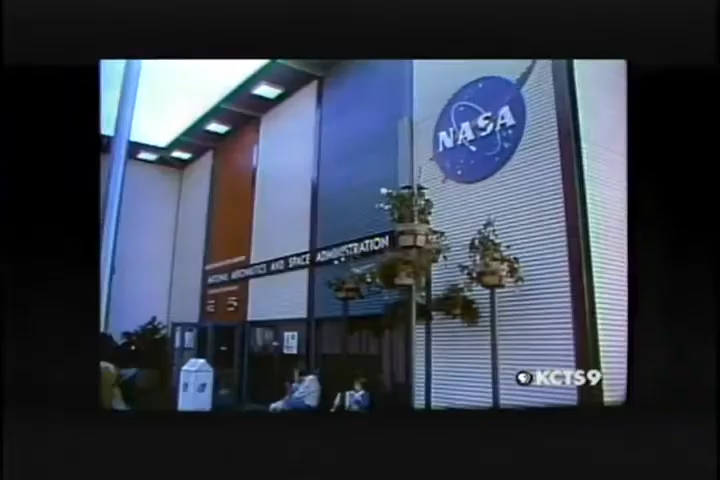 NASA
NATIONAL AERONAUTICS AND SPACE ADMINISTRATION
KCTS9